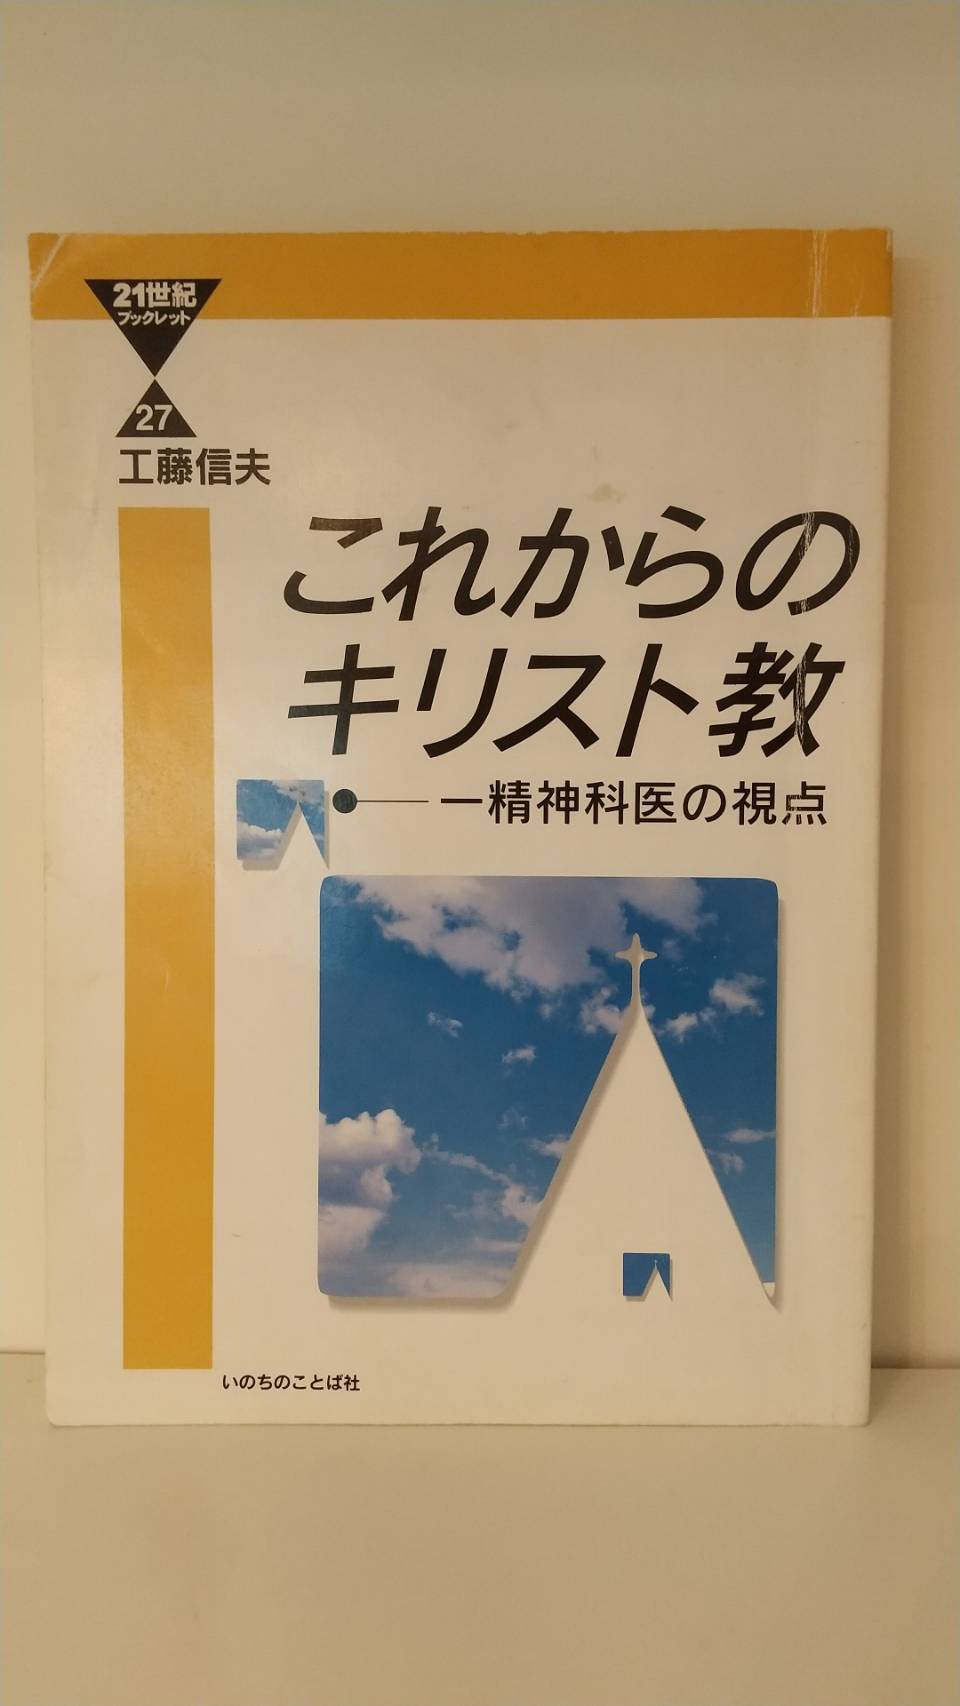 21世紀
ブックレット
27
工藤信夫
これからの
キリスト教
一精神科医の視点
いのちのことば社